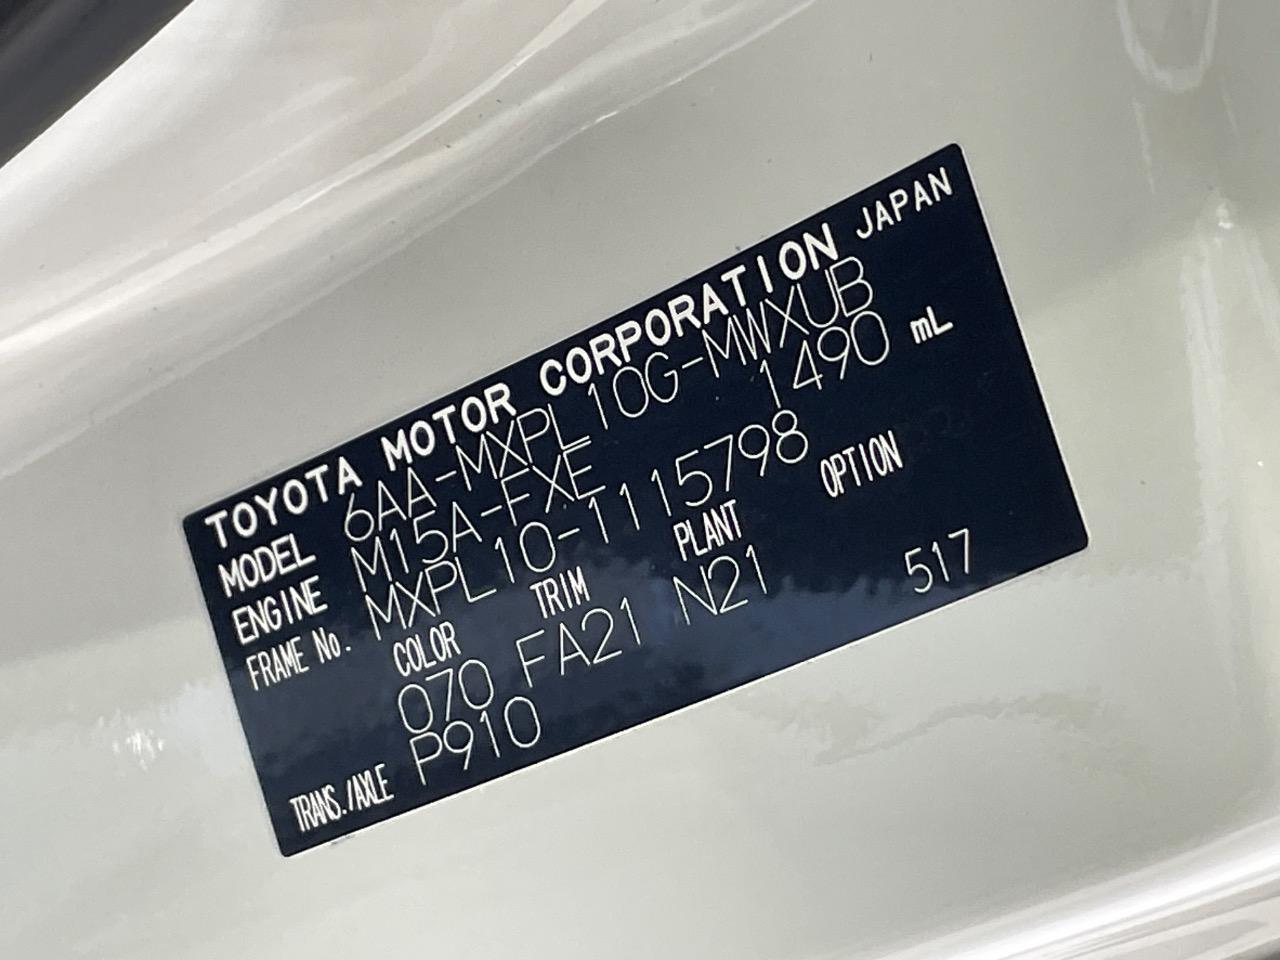 TOYOTA MOTOR CORPORATION JAPAN
MODEL 6AA-MXPL10G-MWXUB
ENGINE M15A-FXE 1490 mL
FRAME No. MXPL10-1115798
COLOR TRIM PLANT OPTION
070 FA21 N21 517
TRANS./AXLE P910